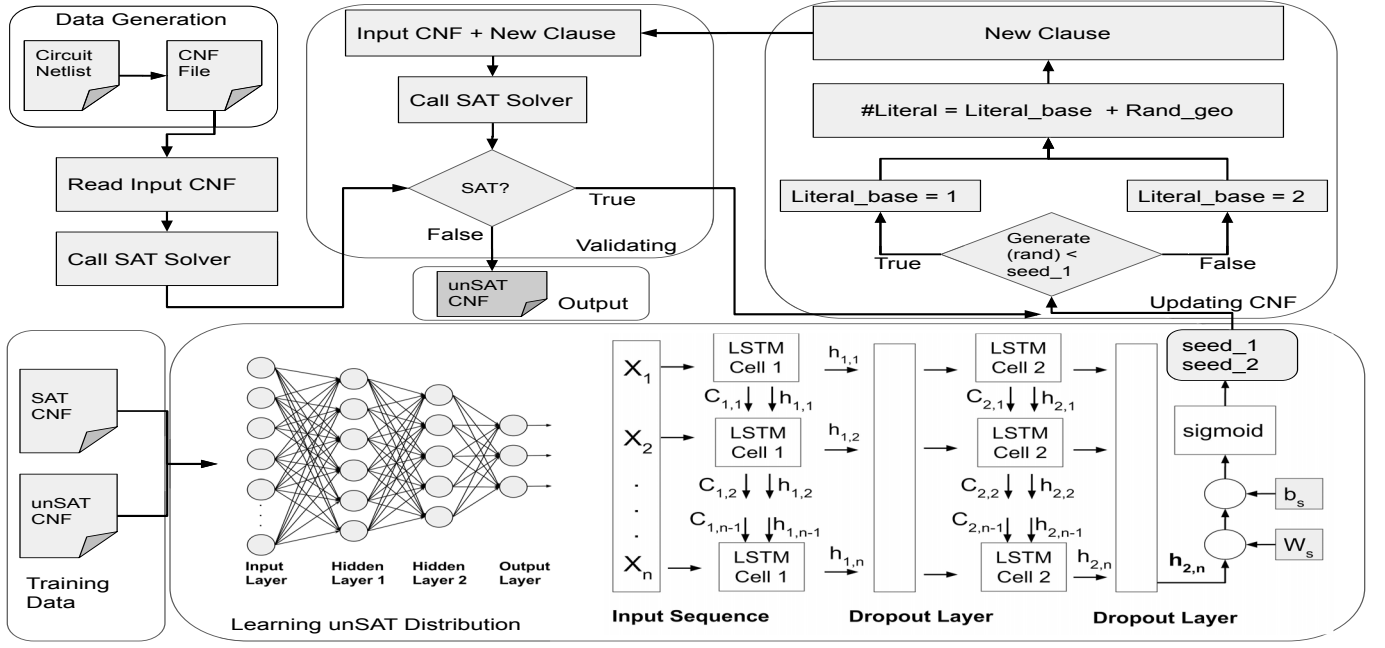 Data Generation
Circuit
Netlist
CNF
File
Read Input CNF
Call SAT Solver
Input CNF + New Clause
Call SAT Solver
SAT?
True
False
Validating
unSAT
CNF
Output
New Clause
#Literal = Literal_base + Rand_geo
Literal_base = 1
Literal_base = 2
Generate
(rand) <
seed_1
True
False
Updating CNF
SAT
CNF
unSAT
CNF
Training
Data
Input
Layer
Hidden
Layer 1
Hidden
Layer 2
Output
Layer
Learning unSAT Distribution
X1
X2
.
.
.
Xn
Input Sequence
LSTM
Cell 1
h1,1
C1,1
h1,1
LSTM
Cell 1
h1,2
C1,2
h1,2
C1,n-1
h1,n-1
LSTM
Cell 1
h1,n
Dropout Layer
LSTM
Cell 2
C2,1
h2,1
LSTM
Cell 2
C2,2
h2,2
C2,n-1
h2,n-1
LSTM
Cell 2
h2,n
Dropout Layer
h2,n
seed_1
seed_2
sigmoid
bs
Ws